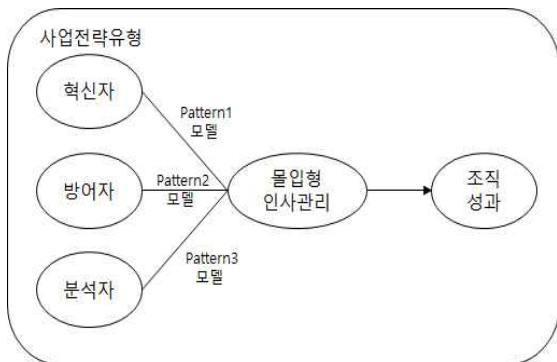 사업전략유형
혁신자
Pattern1
모델
방어자
Pattern2
모델
몰입형
인사관리
조직
성과
Pattern3
모델
분석자